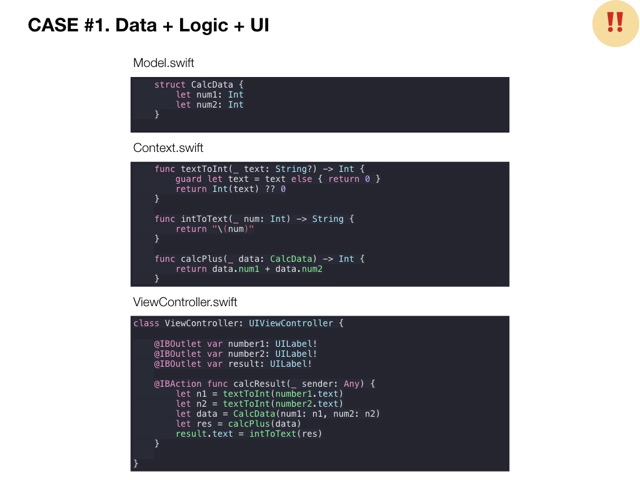 CASE #1. Data + Logic + UI
‼
Model.swift
struct CalcData {
    let num1: Int
    let num2: Int
}
Context.swift
func textToInt(_ text: String?) -> Int {
    guard let text = text else { return 0 }
    return Int(text) ?? 0
}
func intToText(_ num: Int) -> String {
    return "\(num)"
}
func calcPlus(_ data: CalcData) -> Int {
    return data.num1 + data.num2
}
ViewController.swift
class ViewController: UIViewController {
    @IBOutlet var number1: UILabel!
    @IBOutlet var number2: UILabel!
    @IBOutlet var result: UILabel!
    @IBAction func calcResult(_ sender: Any) {
        let n1 = textToInt(number1.text)
        let n2 = textToInt(number2.text)
        let data = CalcData(num1: n1, num2: n2)
        let res = calcPlus(data)
        result.text = intToText(res)
    }
}